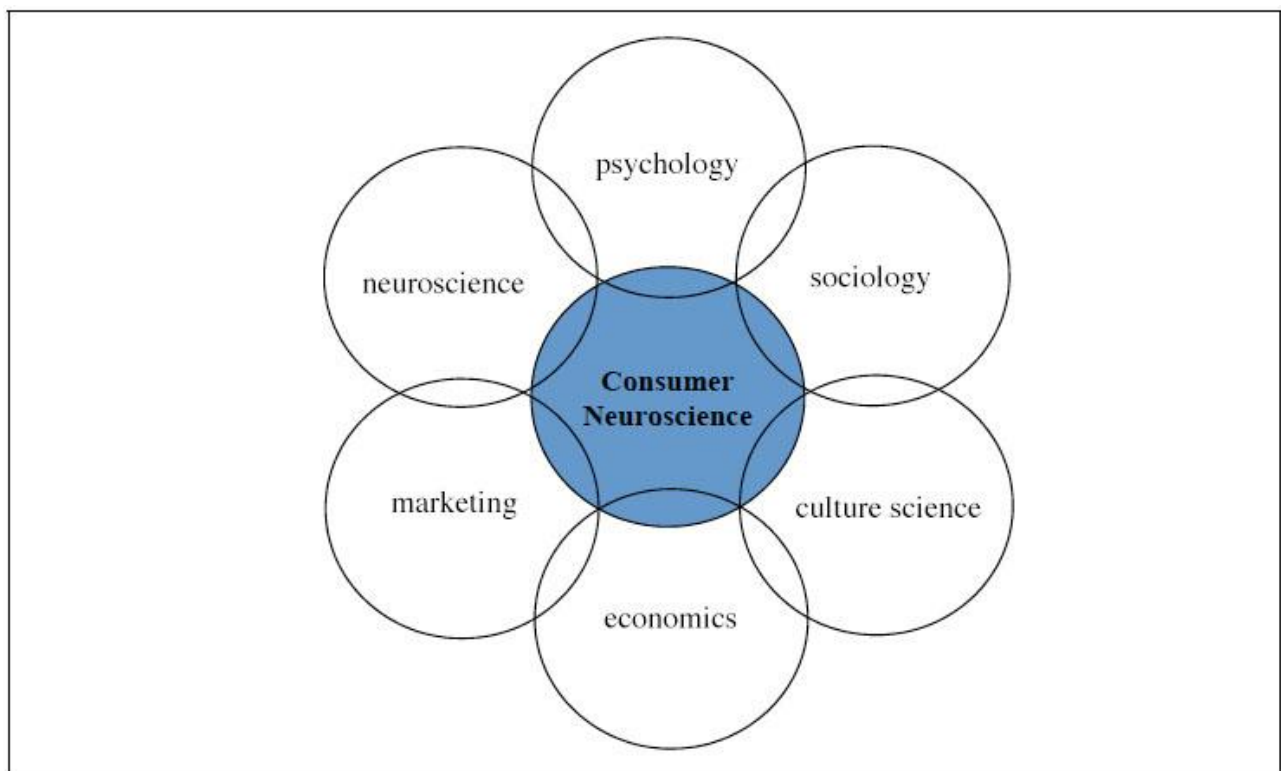 psychology
neuroscience
sociology
Consumer
Neuroscience
marketing
culture science
economics